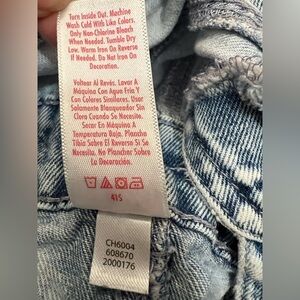 Turn Inside Out. Machine
Wash Cold With Like Colors.
Only Non-Chlorine Bleach
When Needed. Tumble Dry
Low. Warm Iron On Reverse
If Needed. Do Not Iron On
Decoration.
Voltear Al Revés. Lavar A
Máquina Con Agua Fria Y
Con Colores Similares. Usar
Solamente Blanqueador Sin
Cloro Cuando Se Necesite.
Secar En Máquina A
Temperatura Baja. Plancha
Tibia Sobre El Reverso Si Se
Necesita. No Planchar Sobre
La Decoración.
41S
CH6004
608670
2000176